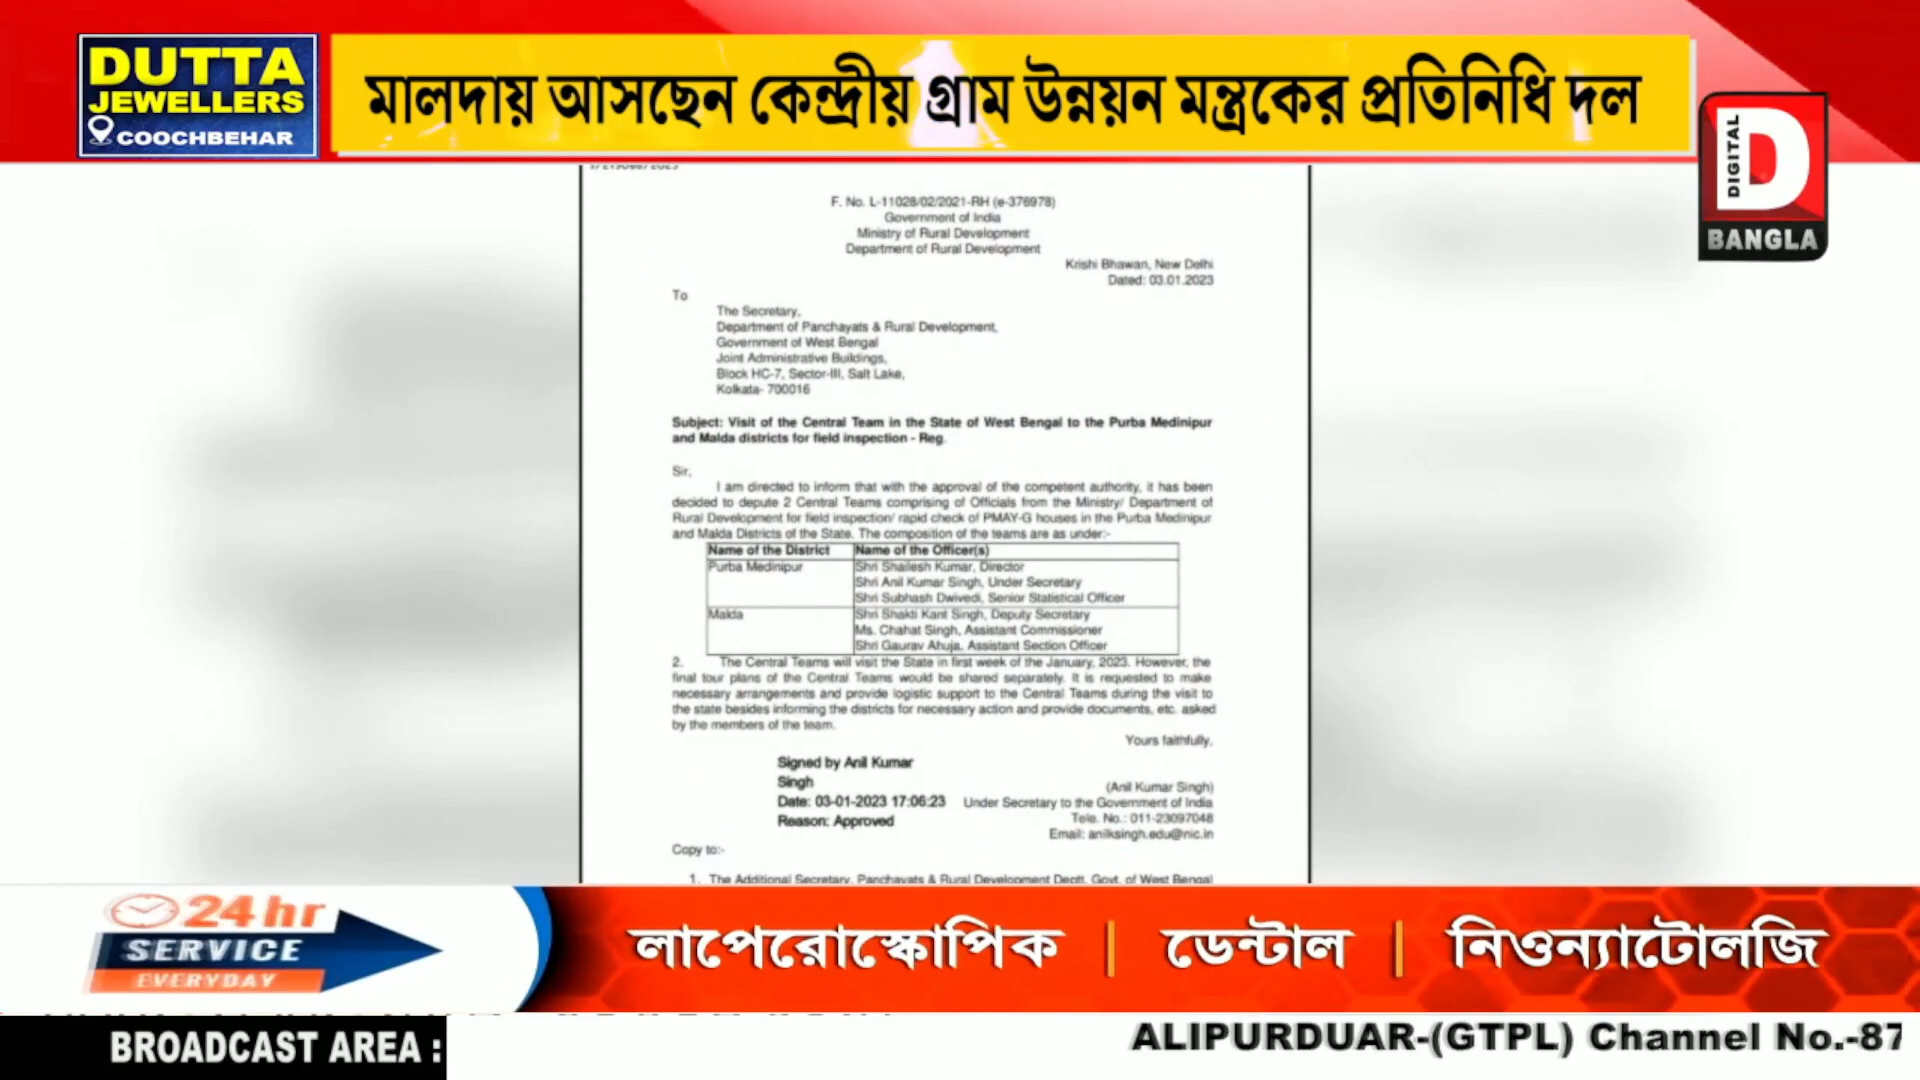 DUTTA
JEWELLERS
COOCHBEHAR
মালদায় আসছেন কেন্দ্রীয় গ্রাম উন্নয়ন মন্ত্রকের প্রতিনিধি দল
DIGITAL
D
BANGLA
F. No. L-11028/02/2021-RH (e-376978)
Government of India
Ministry of Rural Development
Department of Rural Development
Krishi Bhawan, New Delhi
Dated: 03.01.2023
To
The Secretary,
Department of Panchayats & Rural Development,
Government of West Bengal
Joint Administrative Buildings,
Block HC-7, Sector-III, Salt Lake,
Kolkata- 700016
Subject: Visit of the Central Team in the State of West Bengal to the Purba Medinipur
and Malda districts for field inspection - Reg.
Sir,
I am directed to inform that with the approval of the competent authority, it has been
decided to depute 2 Central Teams comprising of Officials from the Ministry/ Department of
Rural Development for field inspection/ rapid check of PMAY-G houses in the Purba Medinipur
and Malda Districts of the State. The composition of the teams are as under:-
Name of the District Name of the Officer(s)
Purba Medinipur Shri Shailesh Kumar, Director
Shri Anil Kumar Singh, Under Secretary
Shri Subhash Dwivedi, Senior Statistical Officer
Malda Shri Shakti Kant Singh, Deputy Secretary
Ms. Chahat Singh, Assistant Commissioner
Shri Gaurav Ahuja, Assistant Section Officer
2. The Central Teams will visit the State in first week of the January, 2023. However, the
final tour plans of the Central Teams would be shared separately. It is requested to make
necessary arrangements and provide logistic support to the Central Teams during the visit to
the state besides informing the districts for necessary action and provide documents, etc. asked
by the members of the team.
Yours faithfully,
Signed by Anil Kumar
Singh
Date: 03-01-2023 17:06:23
Reason: Approved
(Anil Kumar Singh)
Under Secretary to the Government of India
Tele. No.: 011-23097048
Email: anilksingh.edu@nic.in
Copy to:-
1. The Additional Secretary, Panchayats & Rural Development Deptt. Govt. of West Bengal
24 hr
SERVICE
EVERYDAY
লাপেরোস্কোপিক | ডেন্টাল | নিওন্যাটোলজি
BROADCAST AREA :
ALIPURDUAR-(GTPL) Channel No.-87